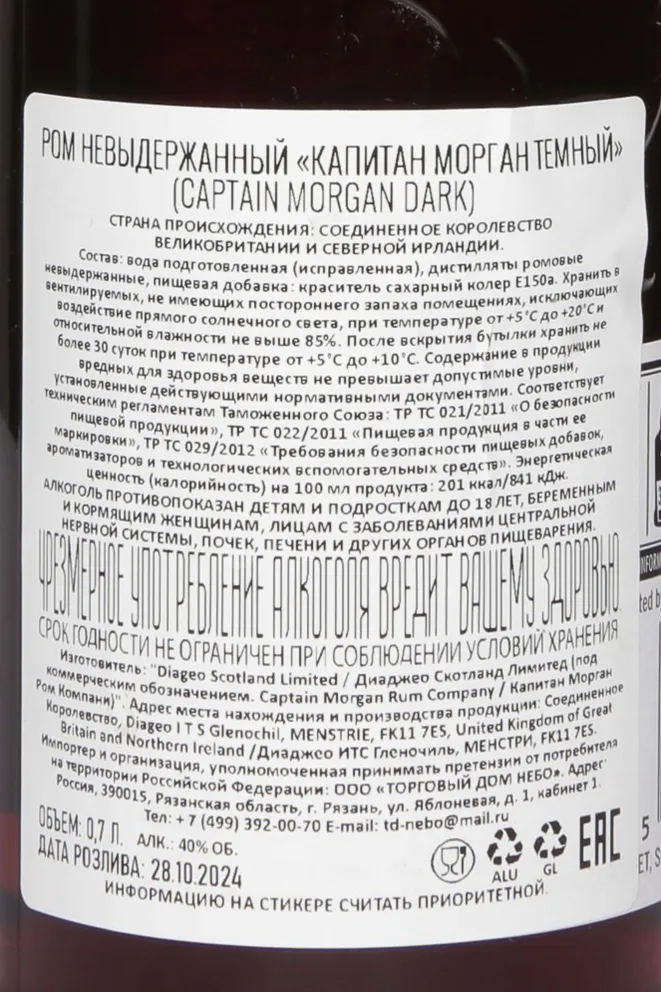 РОМ НЕВЫДЕРЖАННЫЙ «КАПИТАН МОРГАН ТЕМНЫЙ»
(CAPTAIN MORGAN DARK)
СТРАНА ПРОИСХОЖДЕНИЯ: СОЕДИНЕННОЕ КОРОЛЕВСТВО
ВЕЛИКОБРИТАНИИ И СЕВЕРНОЙ ИРЛАНДИИ.
Состав: вода подготовленная (исправленная), дистилляты ромовые
невыдержанные, пищевая добавка: краситель сахарный колер Е150а. Хранить в
вентилируемых, не имеющих постороннего запаха помещениях, исключающих
воздействие прямого солнечного света, при температуре от +5˚С до +20˚С и
относительной влажности не выше 85%. После вскрытия бутылки хранить не
более 30 суток при температуре от +5˚С до +10˚С. Содержание в продукции
вредных для здоровья веществ не превышает допустимые уровни,
установленные действующими нормативными документами. Соответствует
техническим регламентам Таможенного Союза: ТР ТС 021/2011 «О безопасности
пищевой продукции», ТР ТС 022/2011 «Пищевая продукция в части ее
маркировки», ТР ТС 029/2012 «Требования безопасности пищевых добавок,
ароматизаторов и технологических вспомогательных средств». Энергетическая
ценность (калорийность) на 100 мл продукта: 201 ккал/841 кДж.
АЛКОГОЛЬ ПРОТИВОПОКАЗАН ДЕТЯМ И ПОДРОСТКАМ ДО 18 ЛЕТ, БЕРЕМЕННЫМ
И КОРМЯЩИМ ЖЕНЩИНАМ, ЛИЦАМ С ЗАБОЛЕВАНИЯМИ ЦЕНТРАЛЬНОЙ
НЕРВНОЙ СИСТЕМЫ, ПОЧЕК, ПЕЧЕНИ И ДРУГИХ ОРГАНОВ ПИЩЕВАРЕНИЯ.
ЧРЕЗМЕРНОЕ УПОТРЕБЛЕНИЕ АЛКОГОЛЯ ВРЕДИТ ВАШЕМУ ЗДОРОВЬЮ
СРОК ГОДНОСТИ НЕ ОГРАНИЧЕН ПРИ СОБЛЮДЕНИИ УСЛОВИЙ ХРАНЕНИЯ
Изготовитель: "Diageo Scotland Limited / Диаджео Скотланд Лимитед (под
коммерческим обозначением. Captain Morgan Rum Company / Капитан Морган
Ром Компани)". Адрес места нахождения и производства продукции: Соединенное
Королевство, Diageo I T S Glenochil, MENSTRIE, FK11 7ES, United Kingdom of Great
Britain and Northern Ireland /Диаджео ИТС Гленочиль, МЕНСТРИ, FK11 7ES.
Импортер и организация, уполномоченная принимать претензии от потребителя
на территории Российской Федерации: ООО «ТОРГОВЫЙ ДОМ НЕБО». Адрес:
Россия, 390015, Рязанская область, г. Рязань, ул. Яблоневая, д. 1, кабинет 1.
Тел: +7 (499) 392-00-70 E-mail: td-nebo@mail.ru
ОБЪЕМ: 0,7 Л. АЛК.: 40% ОБ.
ДАТА РОЗЛИВА: 28.10.2024
ALU GL EAC
ИНФОРМАЦИЮ НА СТИКЕРЕ СЧИТАТЬ ПРИОРИТЕТНОЙ.